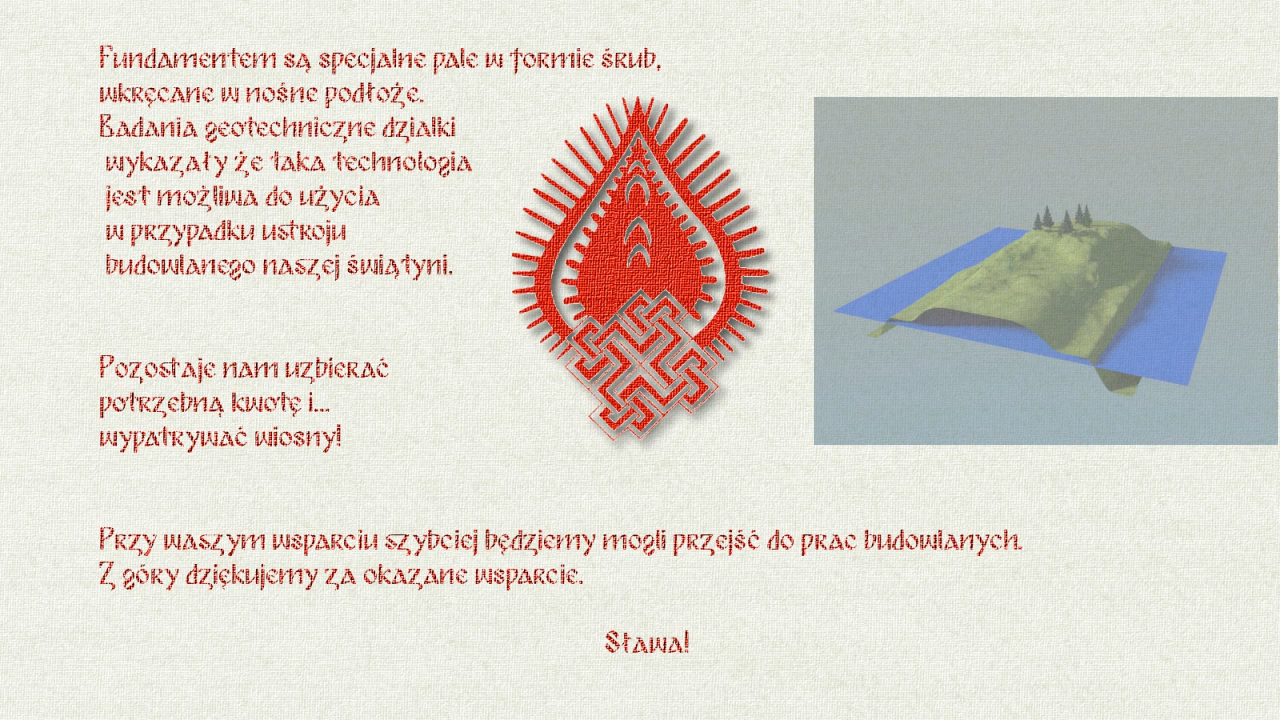 Fundamentem są specjalne pale w formie śrub,
wkręcane w nośne podłoże.
Badania geotechniczne działki
wykazały że taka technologia
jest możliwa do użycia
w przypadku ustroju
budowlanego naszej świątyni.
Pozostaje nam uzbierać
potrzebną kwotę i...
wypatrywać wiosny!
Przy waszym wsparciu szybciej będziemy mogli przejść do prac budowlanych.
Z góry dziękujemy za okazane wsparcie.
Sława!